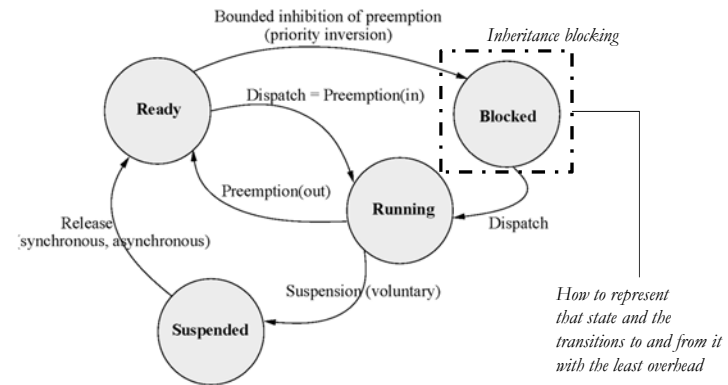 Bounded inhibition of preemption
(priority inversion)
Inheritance blocking
Ready
Dispatch = Preemption(in)
Blocked
Preemption(out)
Running
Dispatch
Release
(synchronous, asynchronous)
Suspension (voluntary)
Suspended
How to represent
that state and the
transitions to and from it
with the least overhead